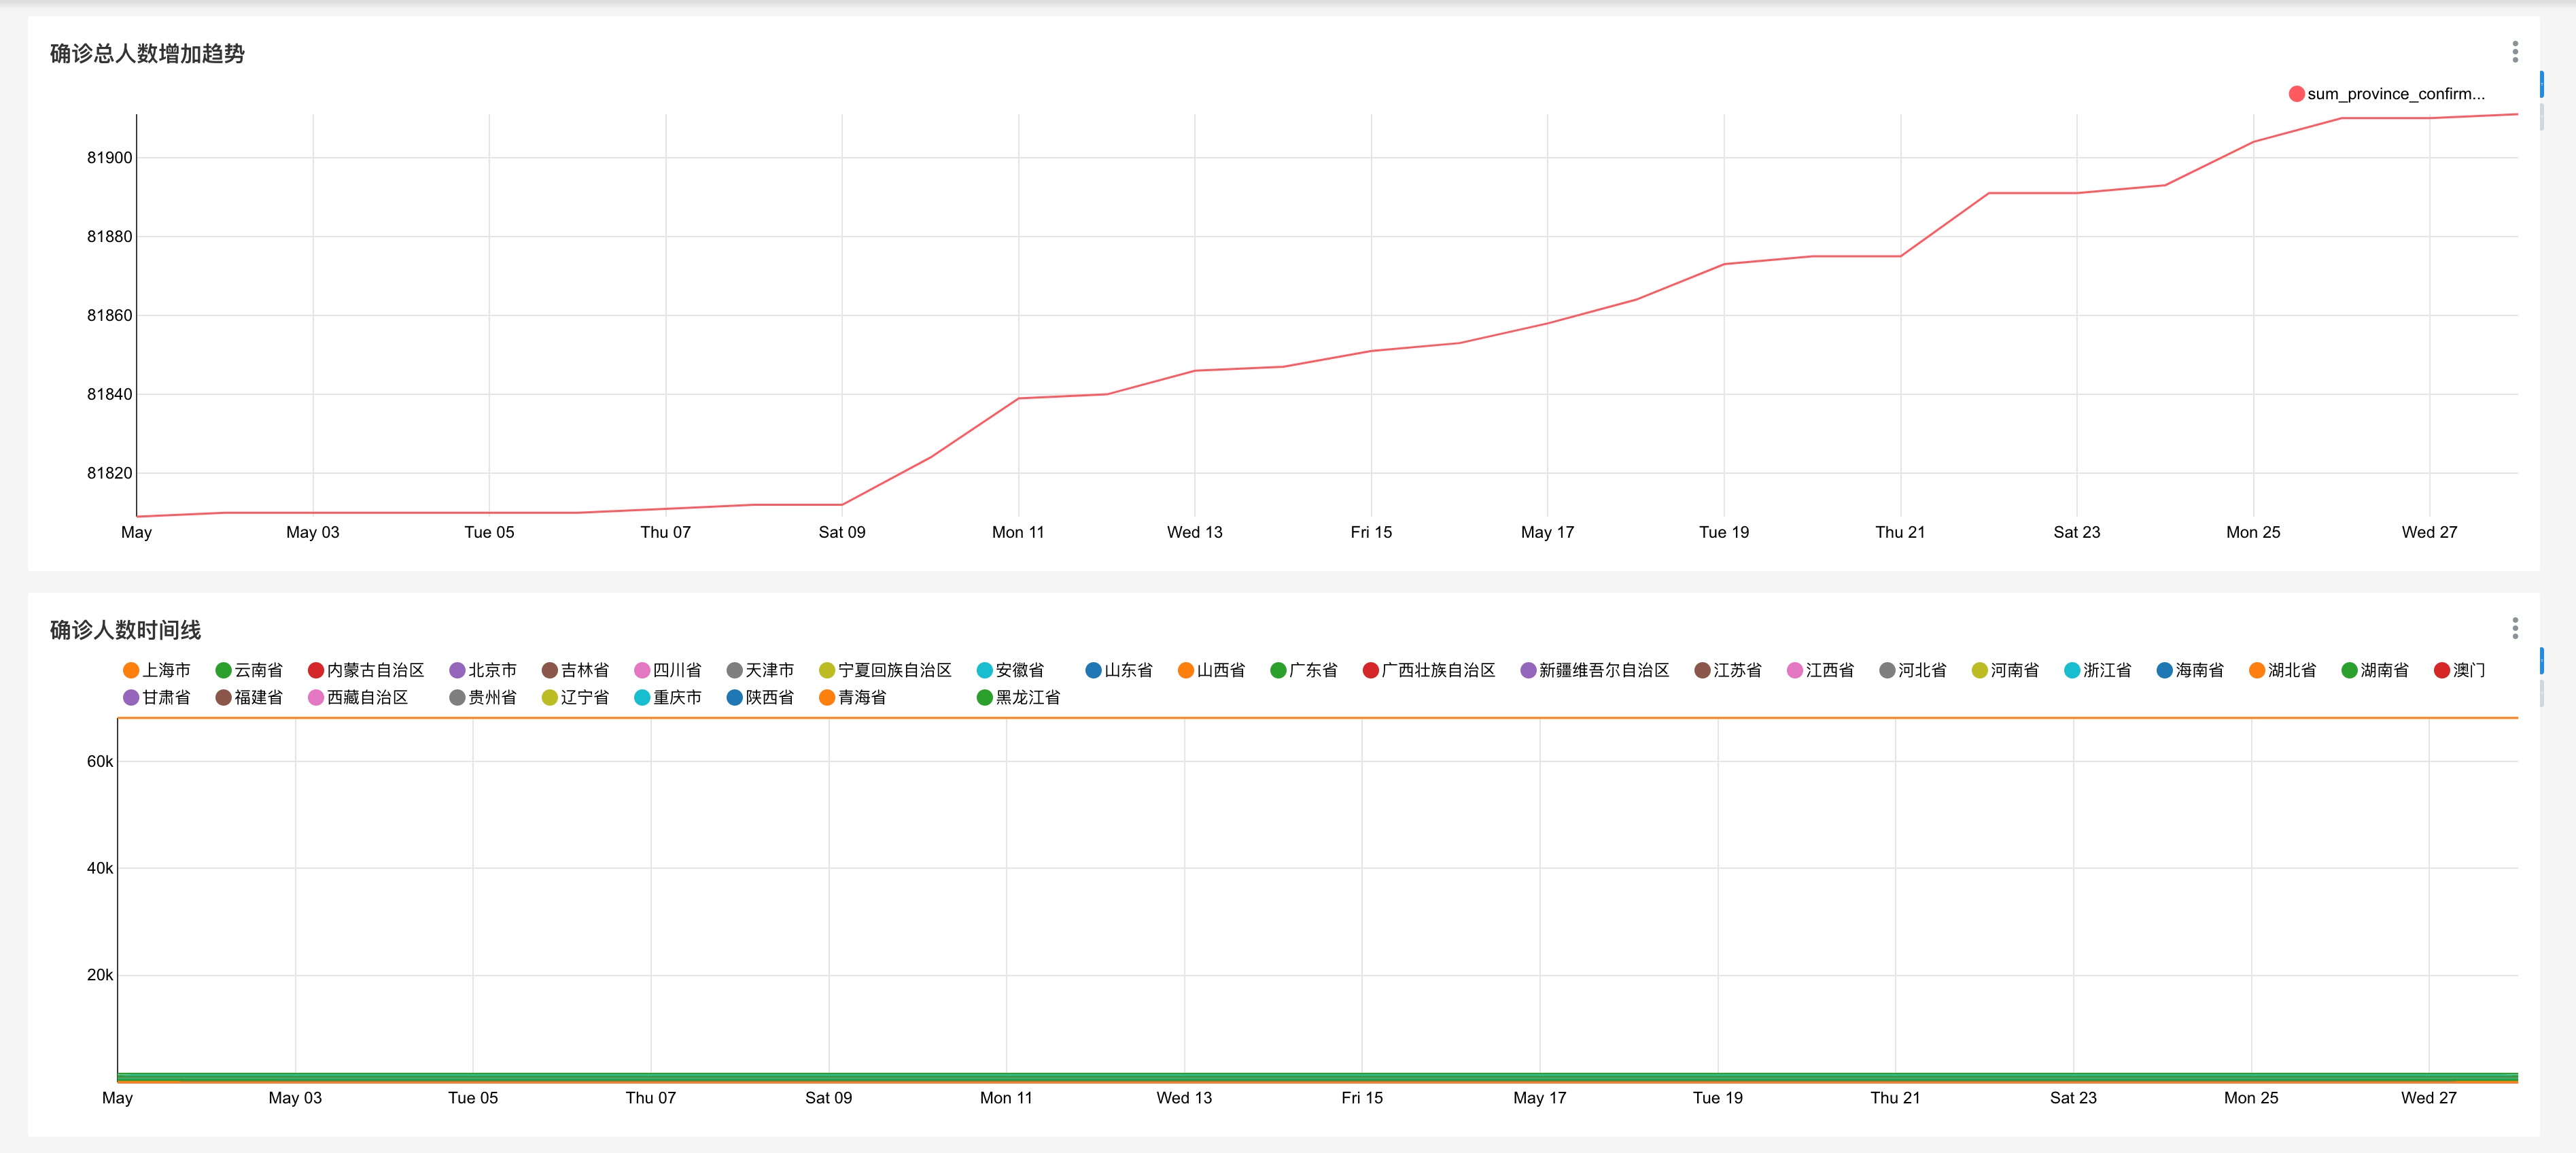 确诊总人数增加趋势
sum_province_confirm...
81900
81880
81860
81840
81820
May May 03 Tue 05 Thu 07 Sat 09 Mon 11 Wed 13 Fri 15 May 17 Tue 19 Thu 21 Sat 23 Mon 25 Wed 27
确诊人数时间线
上海市 云南省 内蒙古自治区 北京市 吉林省 四川省 天津市 宁夏回族自治区 安徽省 山东省 山西省 广东省 广西壮族自治区 新疆维吾尔自治区 江苏省 江西省 河北省 河南省 浙江省 海南省 湖北省 湖南省 澳门
甘肃省 福建省 西藏自治区 贵州省 辽宁省 重庆市 陕西省 青海省 黑龙江省
60k
40k
20k
May May 03 Tue 05 Thu 07 Sat 09 Mon 11 Wed 13 Fri 15 May 17 Tue 19 Thu 21 Sat 23 Mon 25 Wed 27